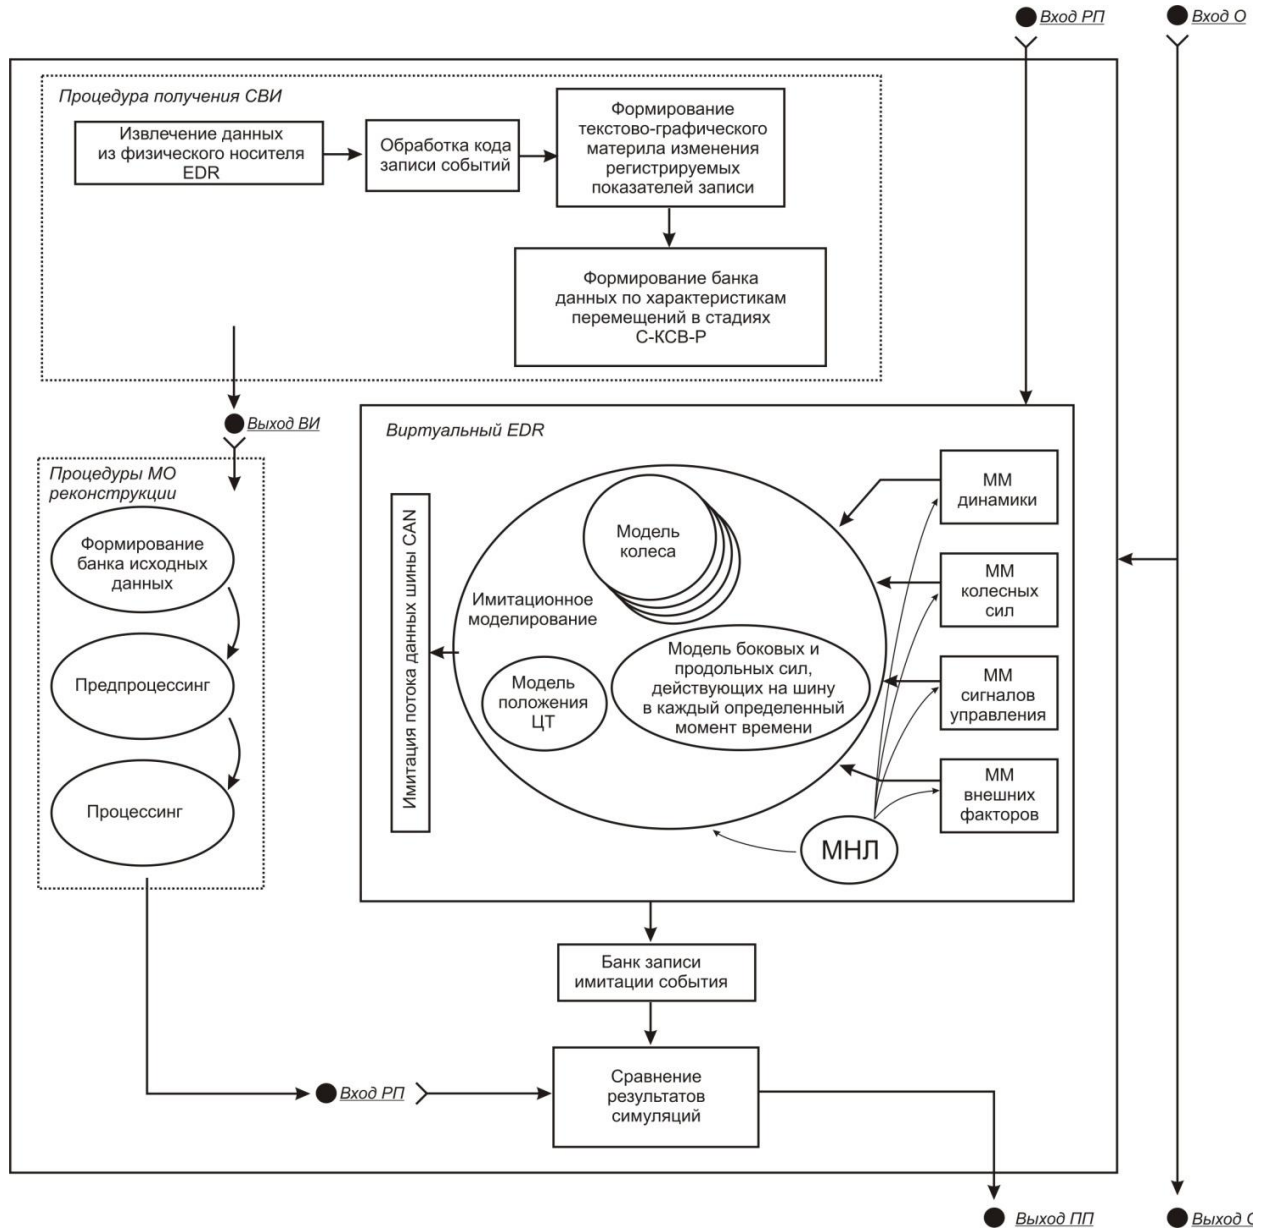 Вход РП
Вход О
Процедура получения СВИ
Извлечение данных
из физического носителя
EDR
Обработка кода
записи событий
Формирование
текстово-графического
материла изменения
регистрируемых
показателей записи
Формирование банка
данных по характеристикам
перемещений в стадиях
С-КСВ-Р
Выход ВИ
Процедуры МО
реконструкции
Формирование
банка исходных
данных
Предпроцессинг
Процессинг
Виртуальный EDR
Имитация потока данных шины CAN
Имитационное
моделирование
Модель
колеса
Модель
положения
ЦТ
Модель боковых и
продольных сил,
действующих на шину
в каждый определенный
момент времени
ММ
динамики
ММ
колесных
сил
ММ
сигналов
управления
ММ
внешних
факторов
МНЛ
Банк записи
имитации события
Вход РП
Сравнение
результатов
симуляций
Выход ПП
Выход